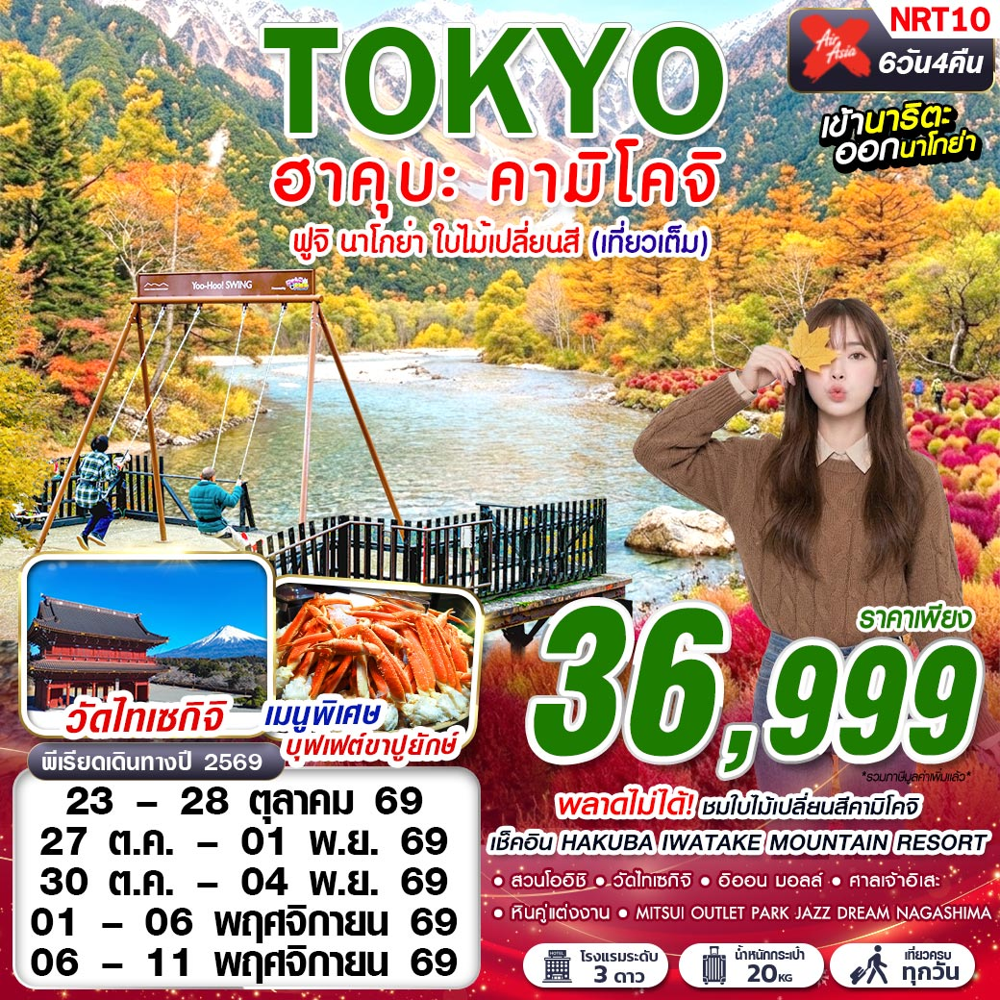 TOKYO
Air Asia X
NRT10
6วัน4คืน
เข้านาริตะ
ออกนาโกย่า
ฮาคุบะ คามิโคจิ
ฟูจิ นาโกย่า ใบไม้เปลี่ยนสี (เที่ยวเต็ม)
Yoo-Hoo! SWING
วัดไทเซกิจิ
เมนูพิเศษ
บุฟเฟต์ขาปูยักษ์
ราคาเพียง
36,999
*รวมภาษีมูลค่าเพิ่มแล้ว*
พีเรียดเดินทางปี 2569
23 – 28 ตุลาคม 69
27 ต.ค. – 01 พ.ย. 69
30 ต.ค. – 04 พ.ย. 69
01 – 06 พฤศจิกายน 69
06 – 11 พฤศจิกายน 69
พลาดไม่ได้! ชมใบไม้เปลี่ยนสีคามิโคจิ
เช็คอิน HAKUBA IWATAKE MOUNTAIN RESORT
• สวนโออิชิ • วัดไทเซกิจิ • อิออน มอลล์ • ศาลเจ้าอิเสะ
• หินคู่แต่งงาน • MITSUI OUTLET PARK JAZZ DREAM NAGASHIMA
HOTEL
โรงแรมระดับ
3 ดาว
น้ำหนักกระเป๋า
20KG
เที่ยวครบ
ทุกวัน